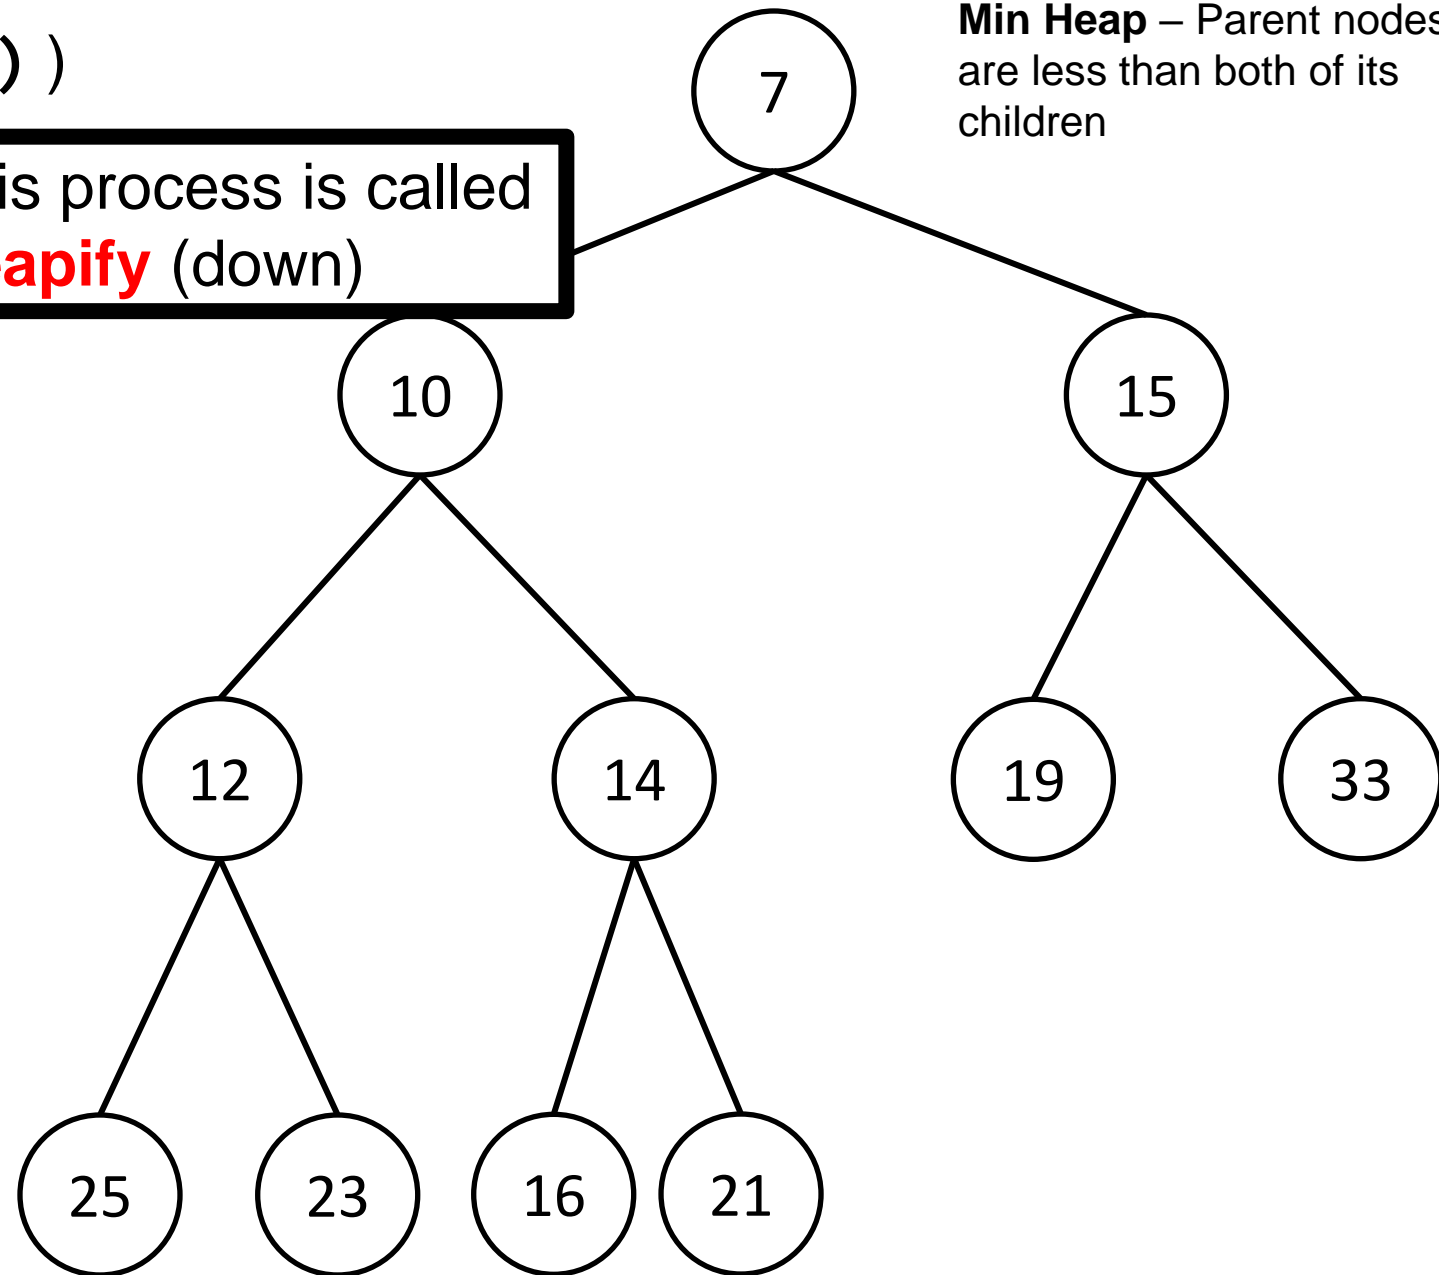 ))
7
Min Heap – Parent nodes
are less than both of its
children
is process is called
eapify (down)
10
15
12
14
19
33
25
23
16
21